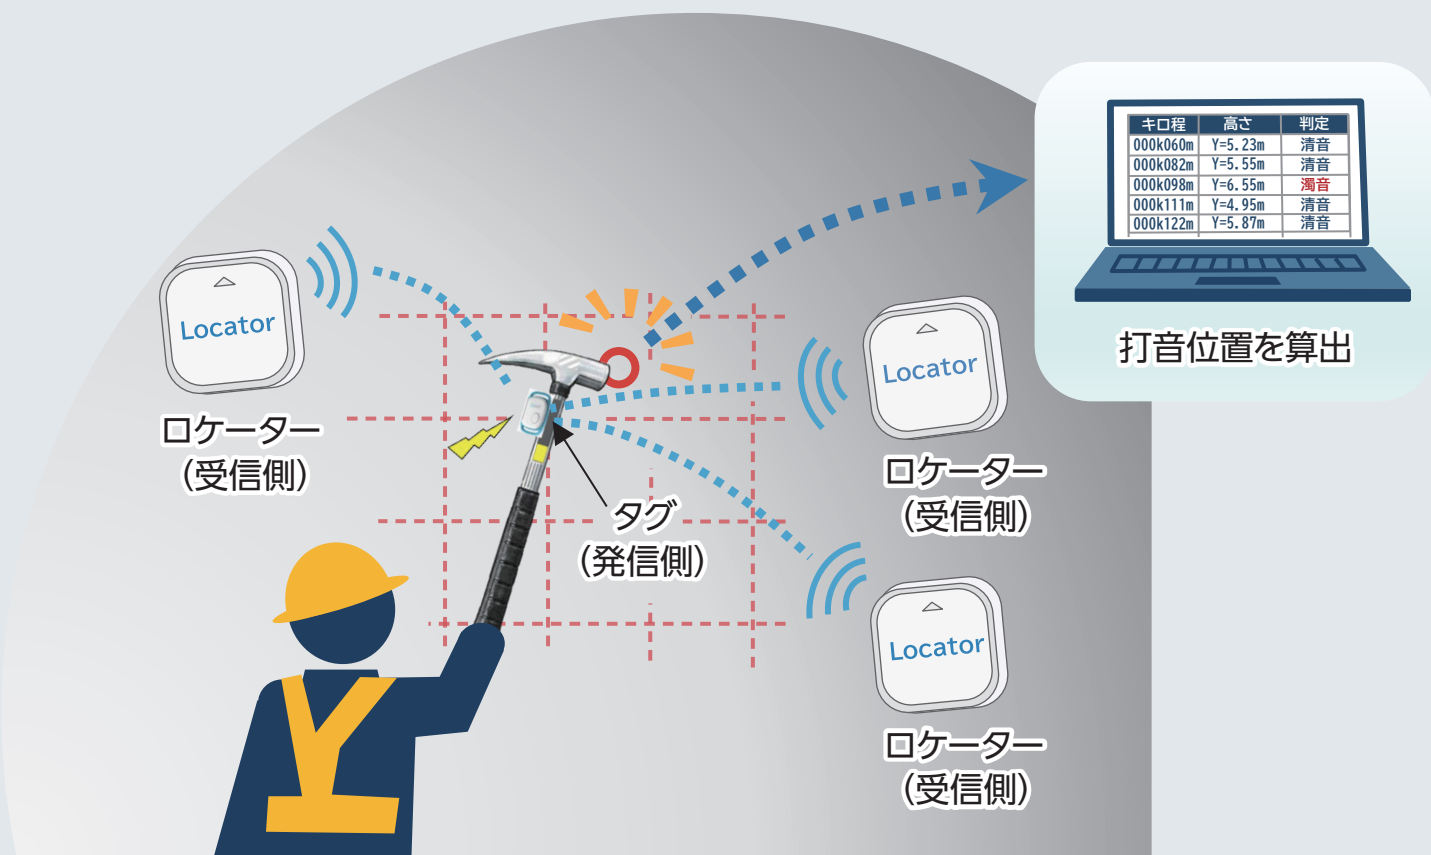 キロ程 高さ 判定
000k060m Y=5.23m 清音
000k082m Y=5.55m 清音
000k098m Y=6.55m 濁音
000k111m Y=4.95m 清音
000k122m Y=5.87m 清音
打音位置を算出
Locator
ロケーター
(受信側)
Locator
ロケーター
(受信側)
タグ
(発信側)
Locator
ロケーター
(受信側)